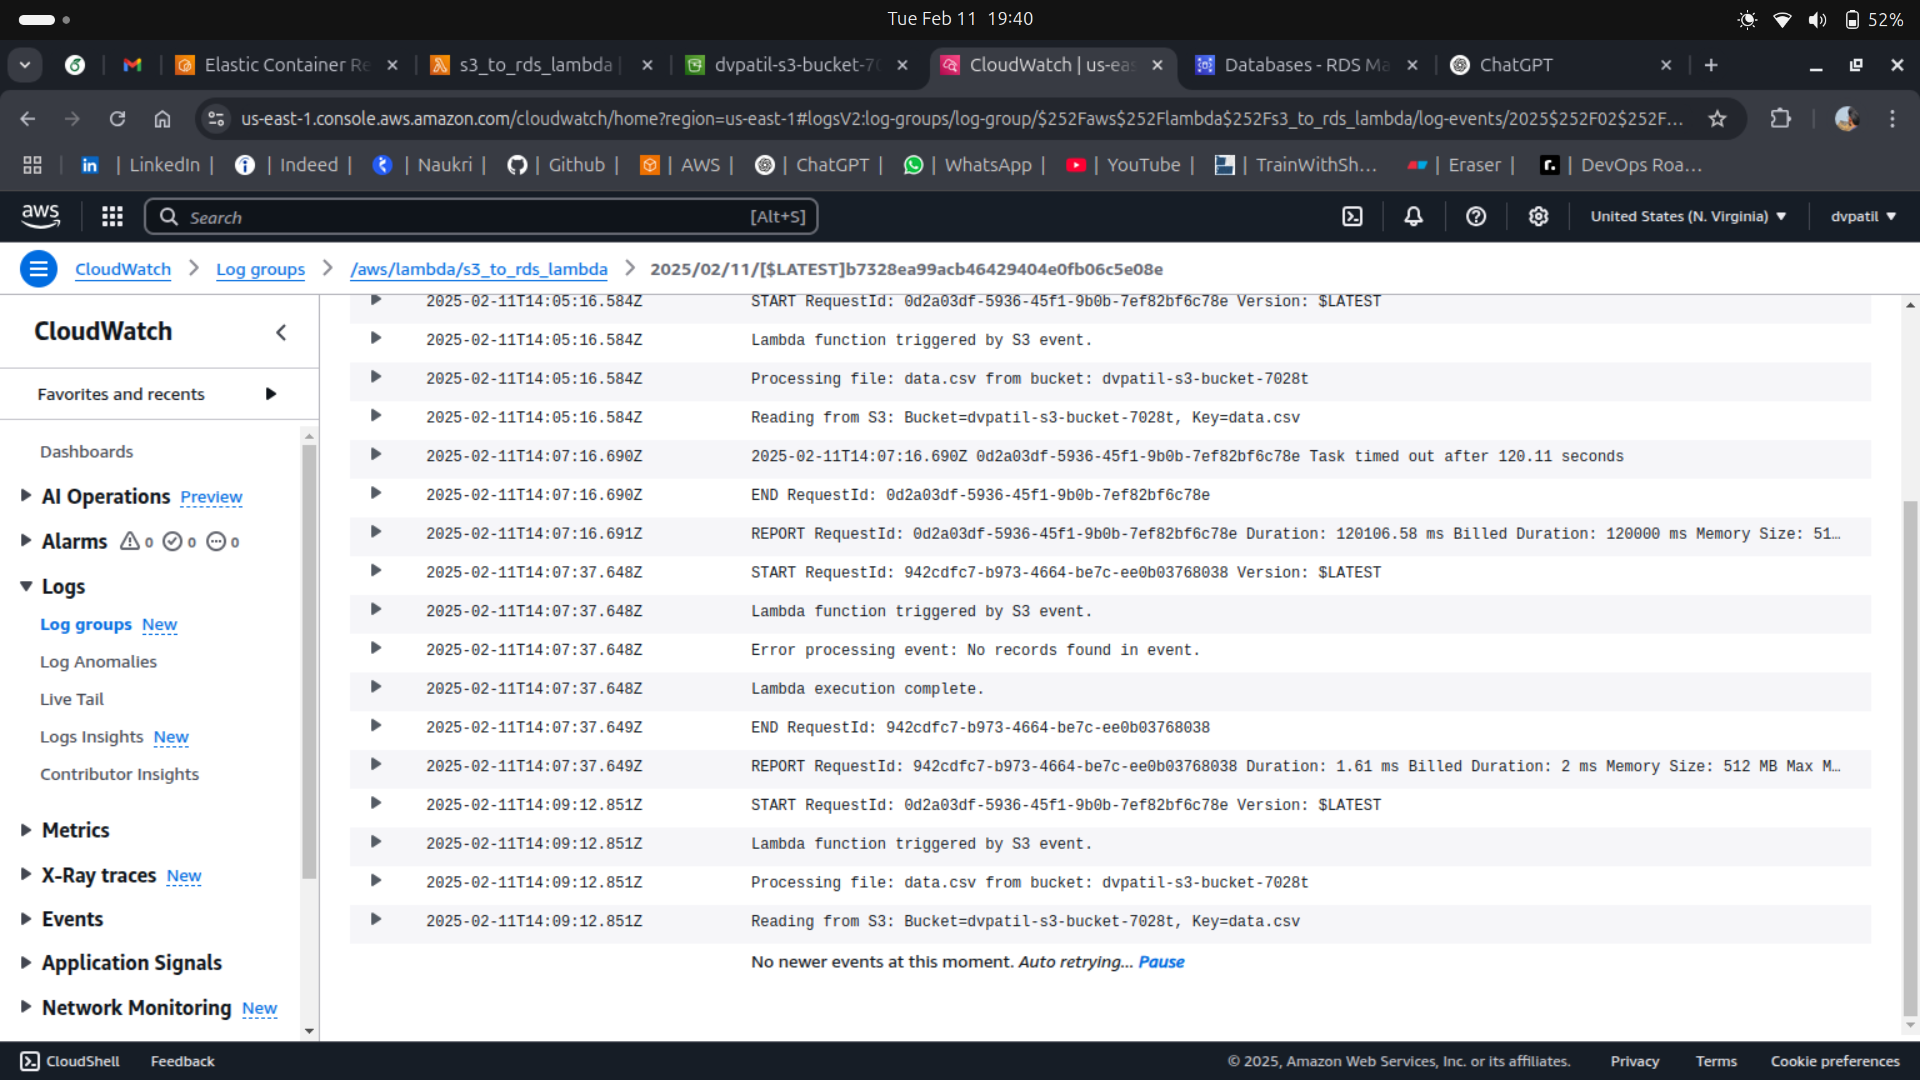 Tue Feb 11 19:40
52%
Elastic Container Re
s3_to_rds_lambda
dvpatil-s3-bucket-70
CloudWatch | us-eas
Databases - RDS Ma
ChatGPT
us-east-1.console.aws.amazon.com/cloudwatch/home?region=us-east-1#logsV2:log-groups/log-group/$252Faws$252Flambda$252Fs3_to_rds_lambda/log-events/2025$252F02$252F...
| LinkedIn | | Indeed | | Naukri | | Github | | AWS | | ChatGPT | | WhatsApp | | YouTube | | TrainWithSh... | Eraser | | DevOps Roa...
aws
Search
[Alt+S]
United States (N. Virginia)
dvpatil
CloudWatch
Log groups
/aws/lambda/s3_to_rds_lambda
2025/02/11/[$LATEST]b7328ea99acb46429404e0fb06c5e08e
CloudWatch
Favorites and recents
Dashboards
AI Operations Preview
Alarms 0 0 0
Logs
Log groups New
Log Anomalies
Live Tail
Logs Insights New
Contributor Insights
Metrics
X-Ray traces New
Events
Application Signals
Network Monitoring New
2025-02-11T14:05:16.584Z START RequestId: 0d2a03df-5936-45f1-9b0b-7ef82bf6c78e Version: $LATEST
2025-02-11T14:05:16.584Z Lambda function triggered by S3 event.
2025-02-11T14:05:16.584Z Processing file: data.csv from bucket: dvpatil-s3-bucket-7028t
2025-02-11T14:05:16.584Z Reading from S3: Bucket=dvpatil-s3-bucket-7028t, Key=data.csv
2025-02-11T14:07:16.690Z 2025-02-11T14:07:16.690Z 0d2a03df-5936-45f1-9b0b-7ef82bf6c78e Task timed out after 120.11 seconds
2025-02-11T14:07:16.690Z END RequestId: 0d2a03df-5936-45f1-9b0b-7ef82bf6c78e
2025-02-11T14:07:16.691Z REPORT RequestId: 0d2a03df-5936-45f1-9b0b-7ef82bf6c78e Duration: 120106.58 ms Billed Duration: 120000 ms Memory Size: 51...
2025-02-11T14:07:37.648Z START RequestId: 942cdfc7-b973-4664-be7c-ee0b03768038 Version: $LATEST
2025-02-11T14:07:37.648Z Lambda function triggered by S3 event.
2025-02-11T14:07:37.648Z Error processing event: No records found in event.
2025-02-11T14:07:37.648Z Lambda execution complete.
2025-02-11T14:07:37.649Z END RequestId: 942cdfc7-b973-4664-be7c-ee0b03768038
2025-02-11T14:07:37.649Z REPORT RequestId: 942cdfc7-b973-4664-be7c-ee0b03768038 Duration: 1.61 ms Billed Duration: 2 ms Memory Size: 512 MB Max M...
2025-02-11T14:09:12.851Z START RequestId: 0d2a03df-5936-45f1-9b0b-7ef82bf6c78e Version: $LATEST
2025-02-11T14:09:12.851Z Lambda function triggered by S3 event.
2025-02-11T14:09:12.851Z Processing file: data.csv from bucket: dvpatil-s3-bucket-7028t
2025-02-11T14:09:12.851Z Reading from S3: Bucket=dvpatil-s3-bucket-7028t, Key=data.csv
No newer events at this moment. Auto retrying... Pause
CloudShell
Feedback
© 2025, Amazon Web Services, Inc. or its affiliates.
Privacy
Terms
Cookie preferences